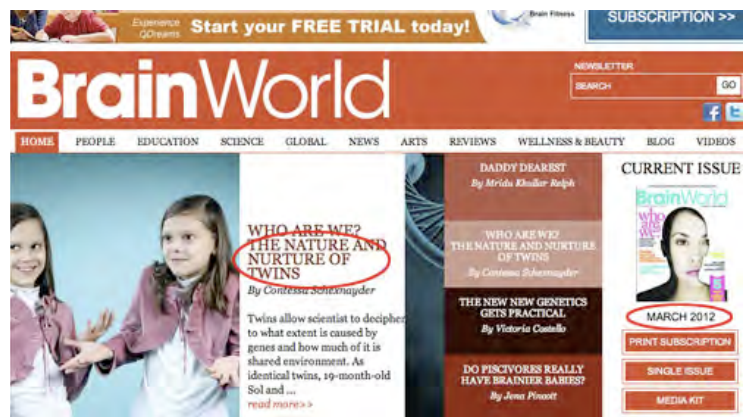 Experience
QDreams
Start your FREE TRIAL today!
Brain Fitness
SUBSCRIPTION >>
BrainWorld
NEWSLETTER
SEARCH
GO
HOME PEOPLE EDUCATION SCIENCE GLOBAL NEWS ARTS REVIEWS WELLNESS & BEAUTY BLOG VIDEOS
WHO ARE WE?
THE NATURE AND
NURTURE OF
TWINS
By Contessa Schexnayder
Twins allow scientist to decipher
to what extent is caused by
genes and how much of it is
shared environment. As
identical twins, 19-month-old
Sol and ...
read more>>
DADDY DEAREST
By Mridu Khullar Relph
WHO ARE WE?
THE NATURE AND NURTURE
OF TWINS
By Contessa Schexnayder
THE NEW NEW GENETICS
GETS PRACTICAL
By Victoria Costello
DO PISCIVORES REALLY
HAVE BRAINIER BABIES?
By Jena Pincott
CURRENT ISSUE
BrainWorld
who
are
we?
MARCH 2012
PRINT SUBSCRIPTION
SINGLE ISSUE
MEDIA KIT